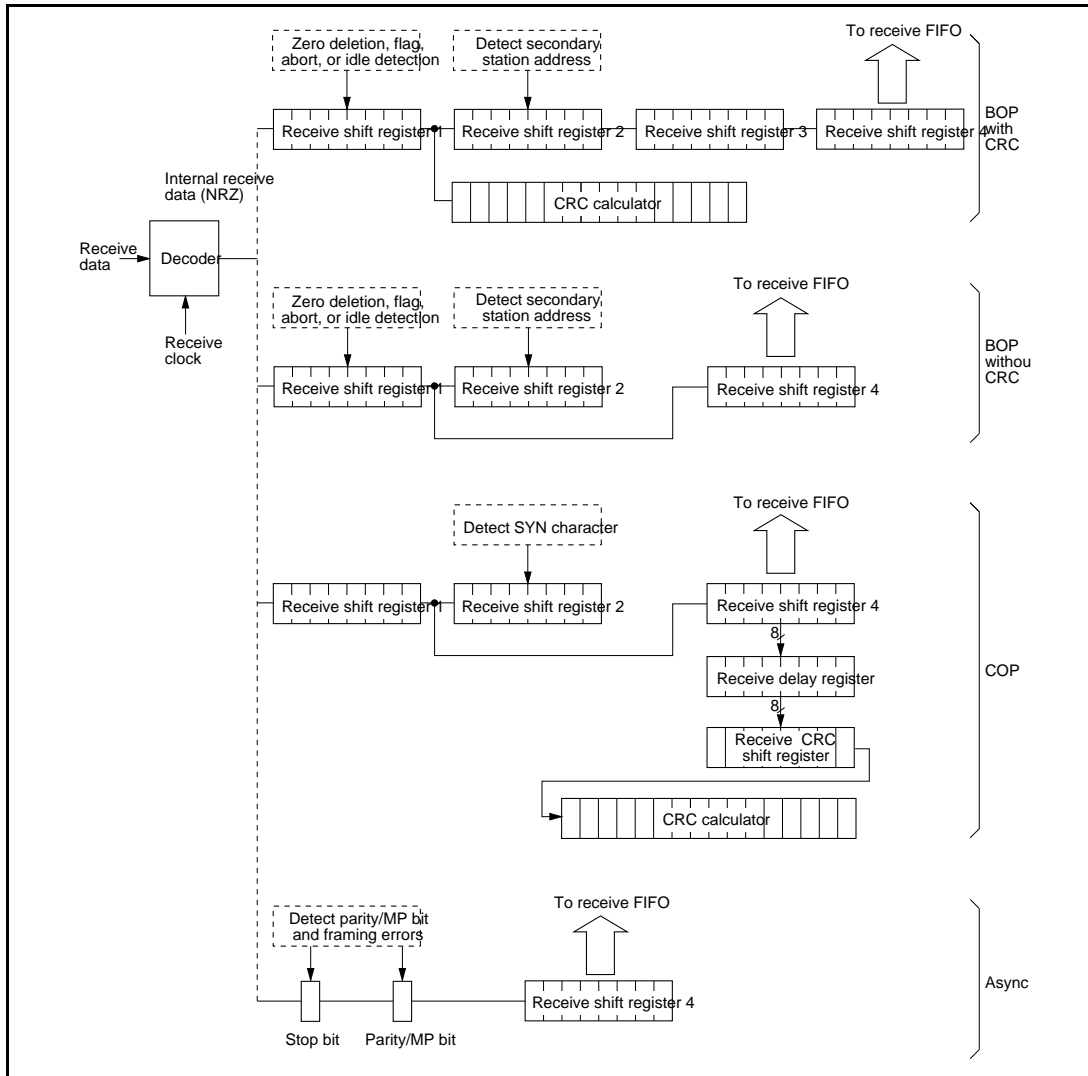 To receive FIFO
Zero deletion, flag,
abort, or idle detection
Detect secondary
station address
Receive shift register 1
Receive shift register 2
Receive shift register 3
Receive shift register 4
BOP
with
CRC
CRC calculator
Internal receive
data (NRZ)
Receive
data
Decoder
Receive
clock
Zero deletion, flag,
abort, or idle detection
Detect secondary
station address
To receive FIFO
Receive shift register 1
Receive shift register 2
Receive shift register 4
BOP
withou
CRC
Detect SYN character
To receive FIFO
Receive shift register 1
Receive shift register 2
Receive shift register 4
8
Receive delay register
8
Receive CRC
shift register
CRC calculator
COP
Detect parity/MP bit
and framing errors
To receive FIFO
Receive shift register 4
Stop bit
Parity/MP bit
Async